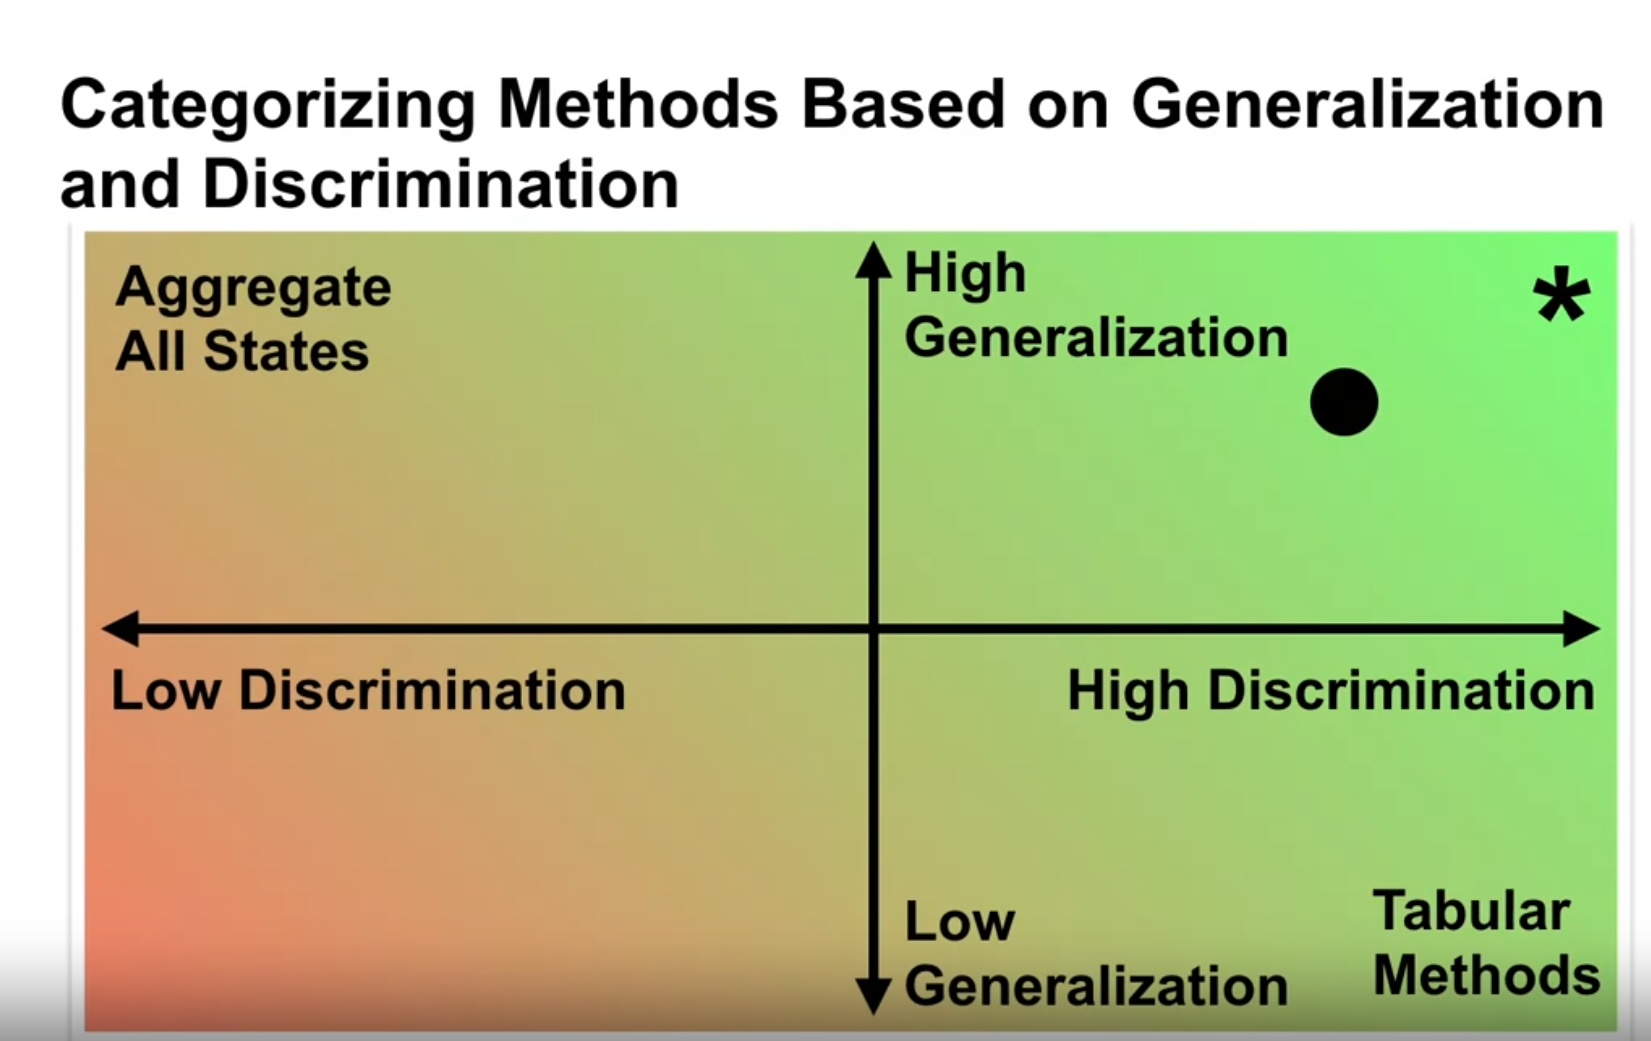 Categorizing Methods Based on Generalization
and Discrimination
Aggregate
All States
High
Generalization
*
Low Discrimination
High Discrimination
Low
Generalization
Tabular
Methods